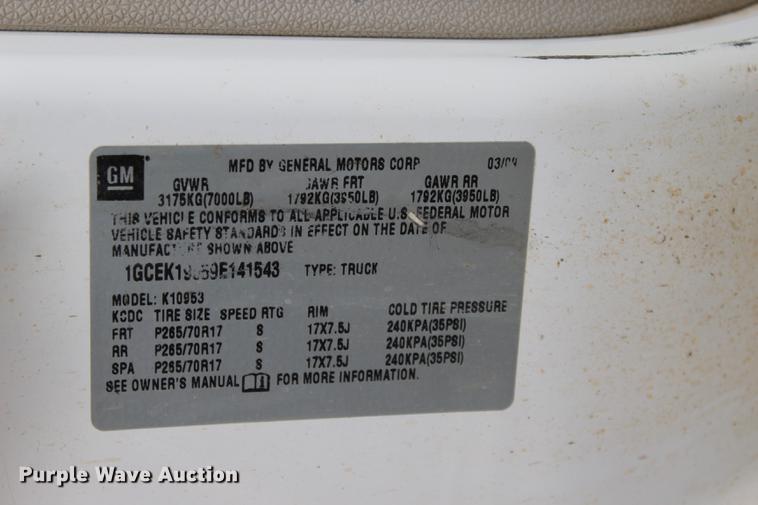 GM
MFD BY GENERAL MOTORS CORP
GVWR GAWR FRT GAWR RR
3175KG(7000LB) 1792KG(3950LB) 1792KG(3950LB)
THIS VEHICLE CONFORMS TO ALL APPLICABLE U.S. FEDERAL MOTOR
VEHICLE SAFETY STANDARDS IN EFFECT ON THE DATE OF
MANUFACTURE SHOWN ABOVE
TYPE: TRUCK
MODEL: K10953
TIRE SIZE SPEED RTG RIM COLD TIRE PRESSURE
FRT P265/70R17 S 17X7.5J 240KPA(35PSI)
RR P265/70R17 S 17X7.5J 240KPA(35PSI)
SPA P265/70R17 S 17X7.5J 240KPA(35PSI)
SEE OWNER'S MANUAL FOR MORE INFORMATION.
Purple Wave Auction